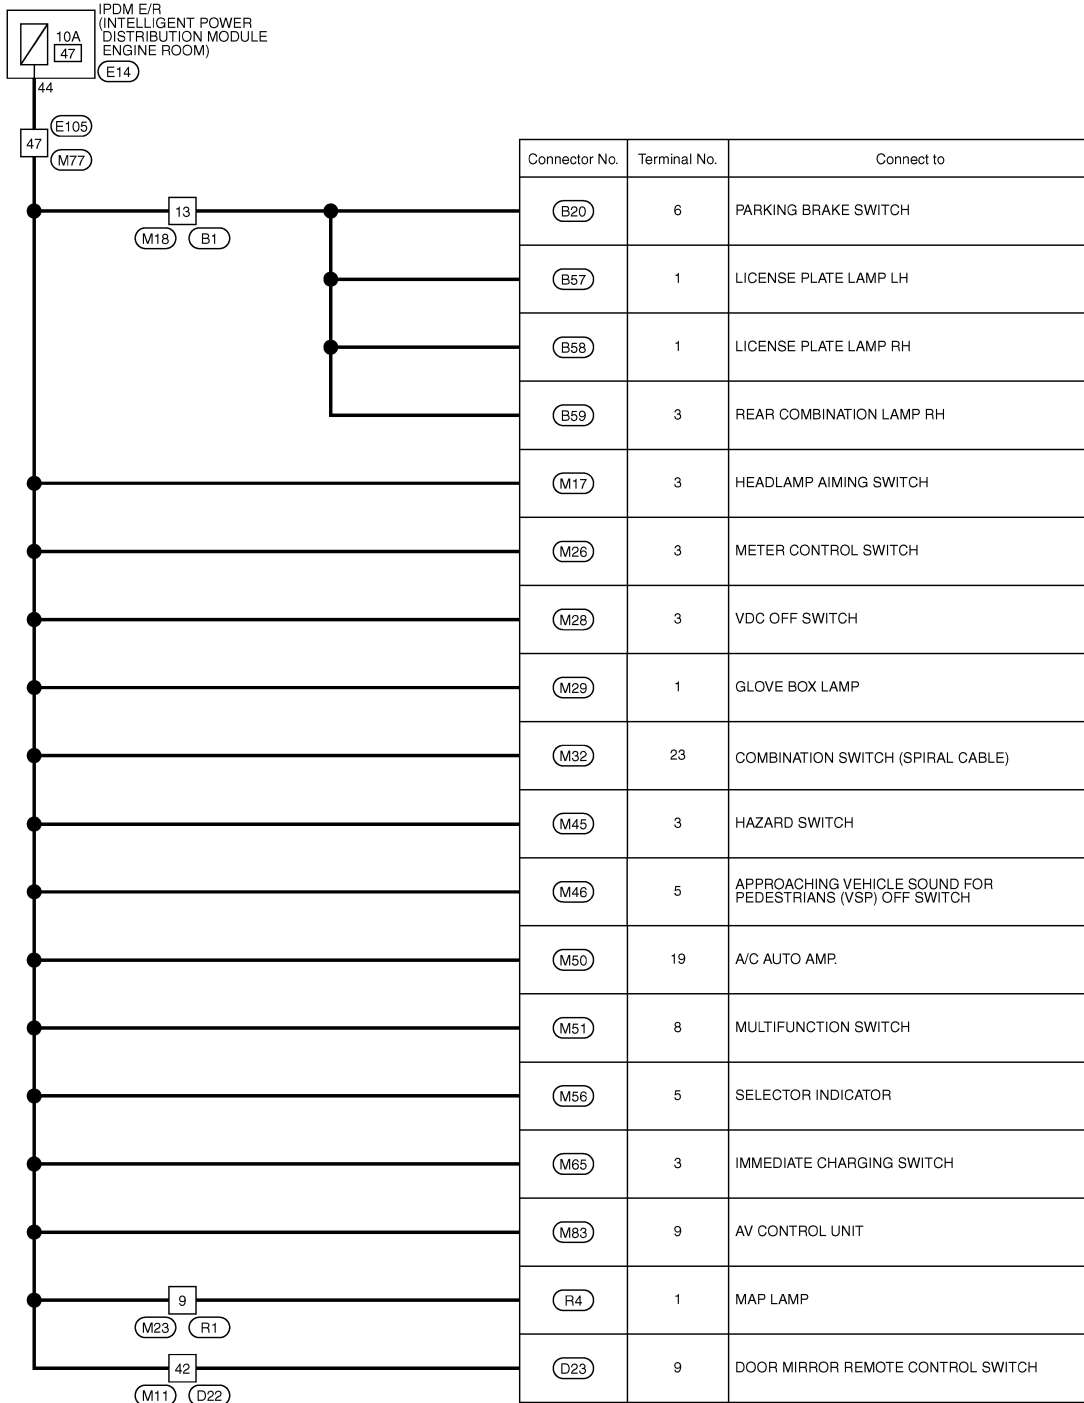 IPDM E/R
(INTELLIGENT POWER
DISTRIBUTION MODULE
ENGINE ROOM)
10A
47
E14
44
E105
47
M77
Connector No. Terminal No. Connect to
13
M18 B1
B20 6 PARKING BRAKE SWITCH
B57 1 LICENSE PLATE LAMP LH
B58 1 LICENSE PLATE LAMP RH
B59 3 REAR COMBINATION LAMP RH
M17 3 HEADLAMP AIMING SWITCH
M26 3 METER CONTROL SWITCH
M28 3 VDC OFF SWITCH
M29 1 GLOVE BOX LAMP
M32 23 COMBINATION SWITCH (SPIRAL CABLE)
M45 3 HAZARD SWITCH
M46 5 APPROACHING VEHICLE SOUND FOR
PEDESTRIANS (VSP) OFF SWITCH
M50 19 A/C AUTO AMP.
M51 8 MULTIFUNCTION SWITCH
M56 5 SELECTOR INDICATOR
M65 3 IMMEDIATE CHARGING SWITCH
M83 9 AV CONTROL UNIT
9
M23 R1
R4 1 MAP LAMP
42
M11 D22
D23 9 DOOR MIRROR REMOTE CONTROL SWITCH